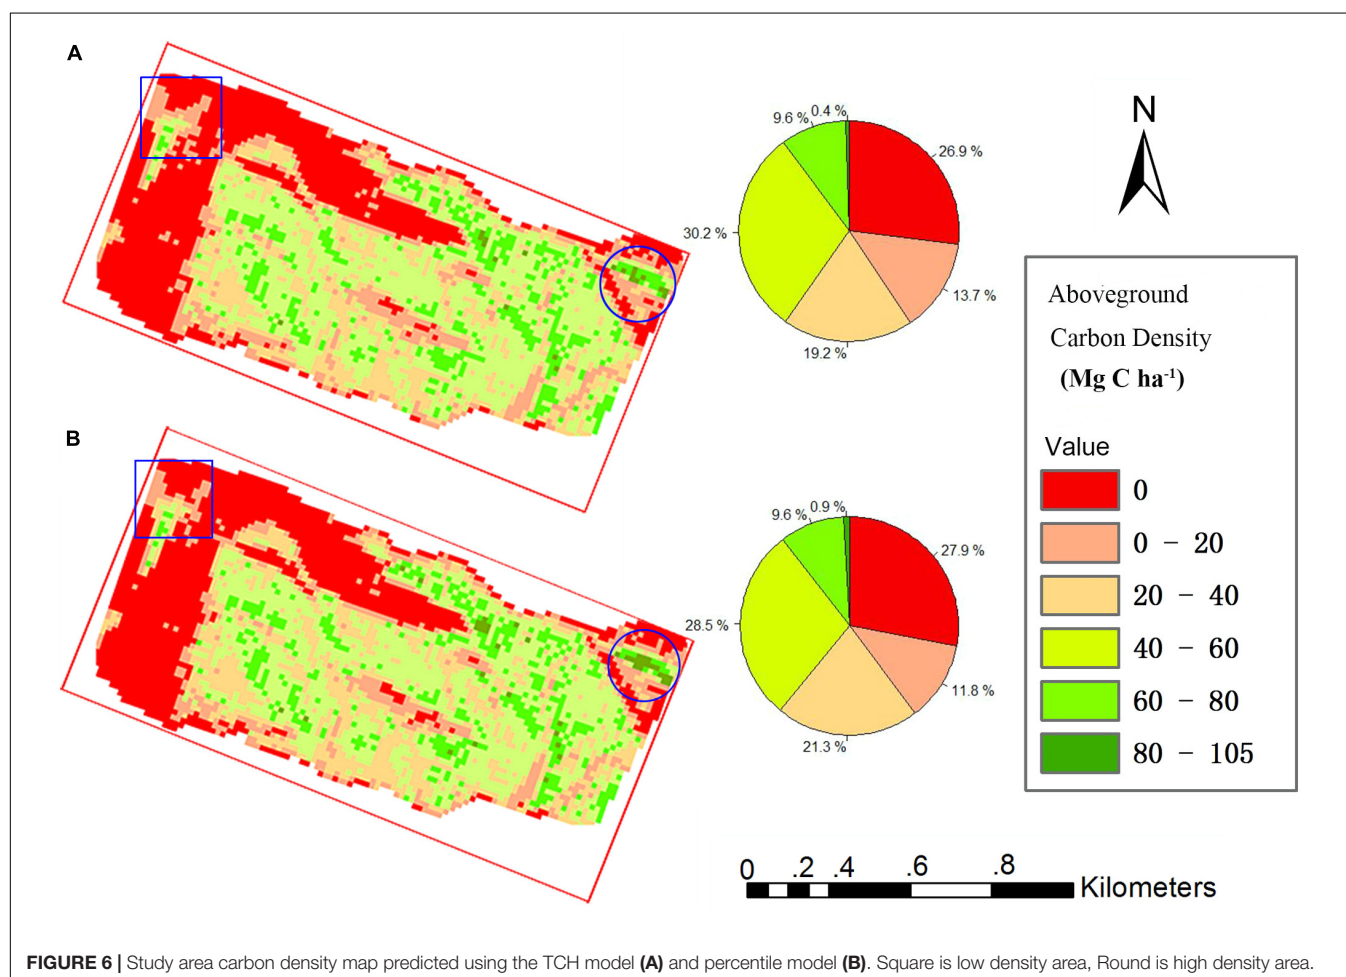 A
9.6 %
0.4 %
26.9 %
30.2 %
13.7 %
19.2 %
N
Aboveground
Carbon Density
(Mg C ha⁻¹)
Value
0
0 – 20
20 – 40
40 – 60
60 – 80
80 – 105
B
9.6 %
0.9 %
27.9 %
28.5 %
11.8 %
21.3 %
0 .2 .4 .6 .8
Kilometers
FIGURE 6 | Study area carbon density map predicted using the TCH model (A) and percentile model (B). Square is low density area, Round is high density area.